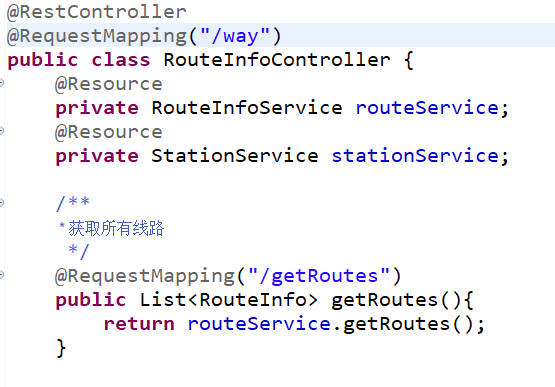 @RestController
@RequestMapping("/way")
public class RouteInfoController {
    @Resource
    private RouteInfoService routeService;
    @Resource
    private StationService stationService;

    /**
    *获取所有线路
     */
    @RequestMapping("/getRoutes")
    public List<RouteInfo> getRoutes(){
        return routeService.getRoutes();
    }